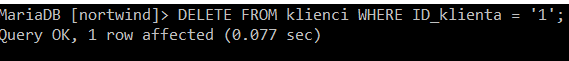 MariaDB [nortwind]> DELETE FROM klienci WHERE ID_klienta = '1';
Query OK, 1 row affected (0.077 sec)